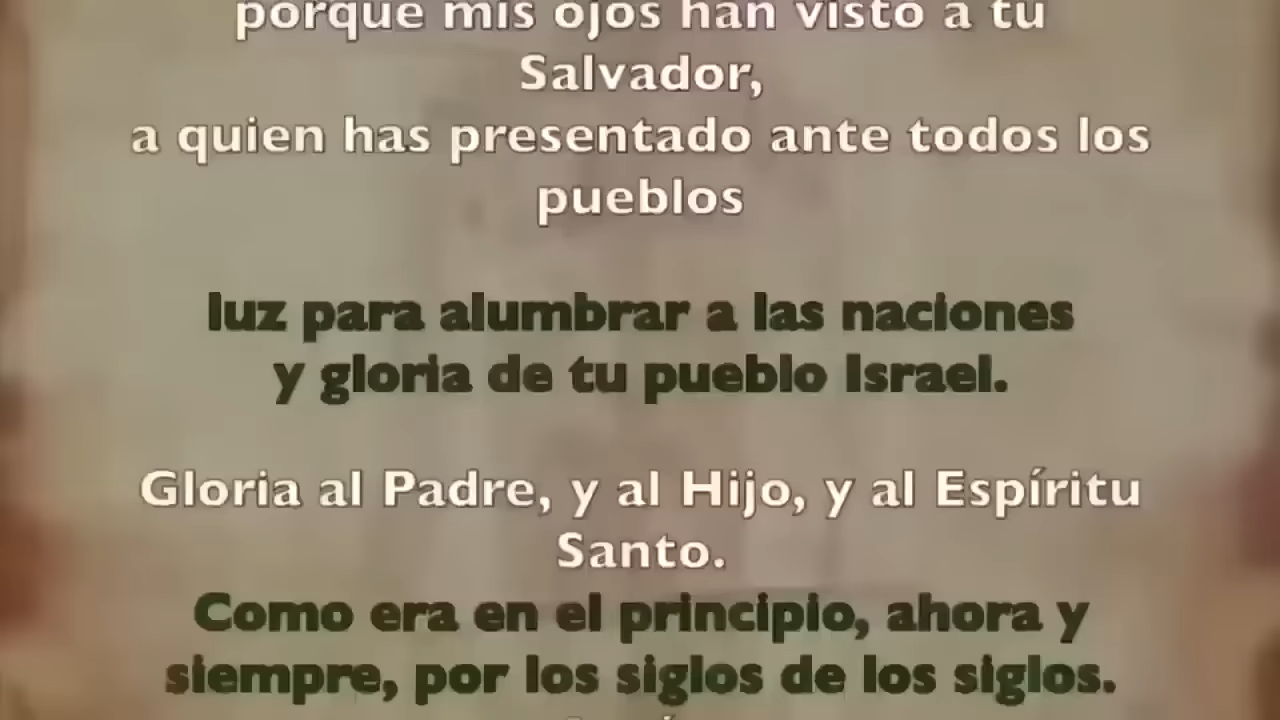 porque mis ojos han visto a tu
Salvador,
a quien has presentado ante todos los
pueblos
luz para alumbrar a las naciones
y gloria de tu pueblo Israel.
Gloria al Padre, y al Hijo, y al Espíritu
Santo.
Como era en el principio, ahora y
siempre, por los siglos de los siglos.